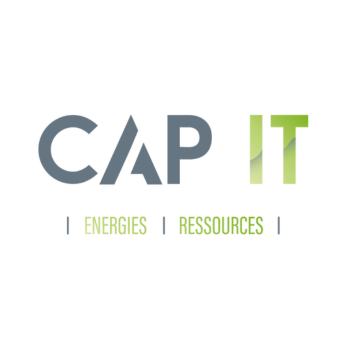 CAP IT
| ENERGIES | RESSOURCES |